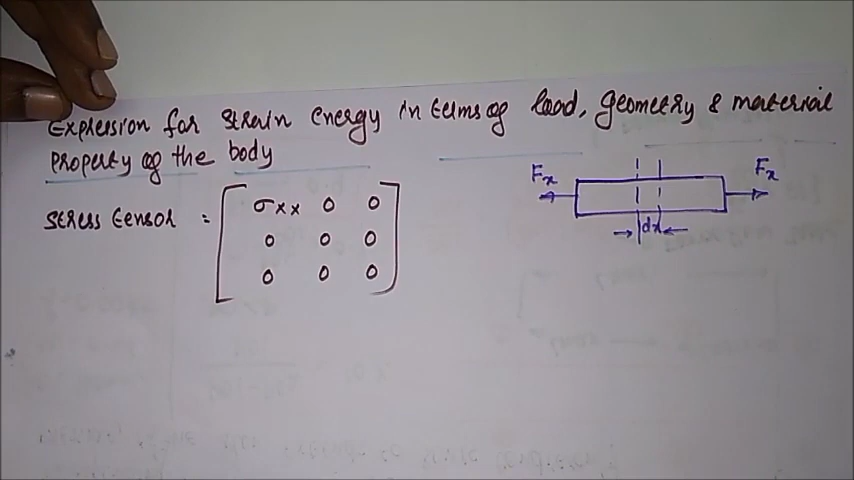 Expression for strain energy in terms of load, geometry & material
property of the body
Fx Fx
stress tensor = [ σxx 0 0
0 0 0
0 0 0 ]
→ dx ←